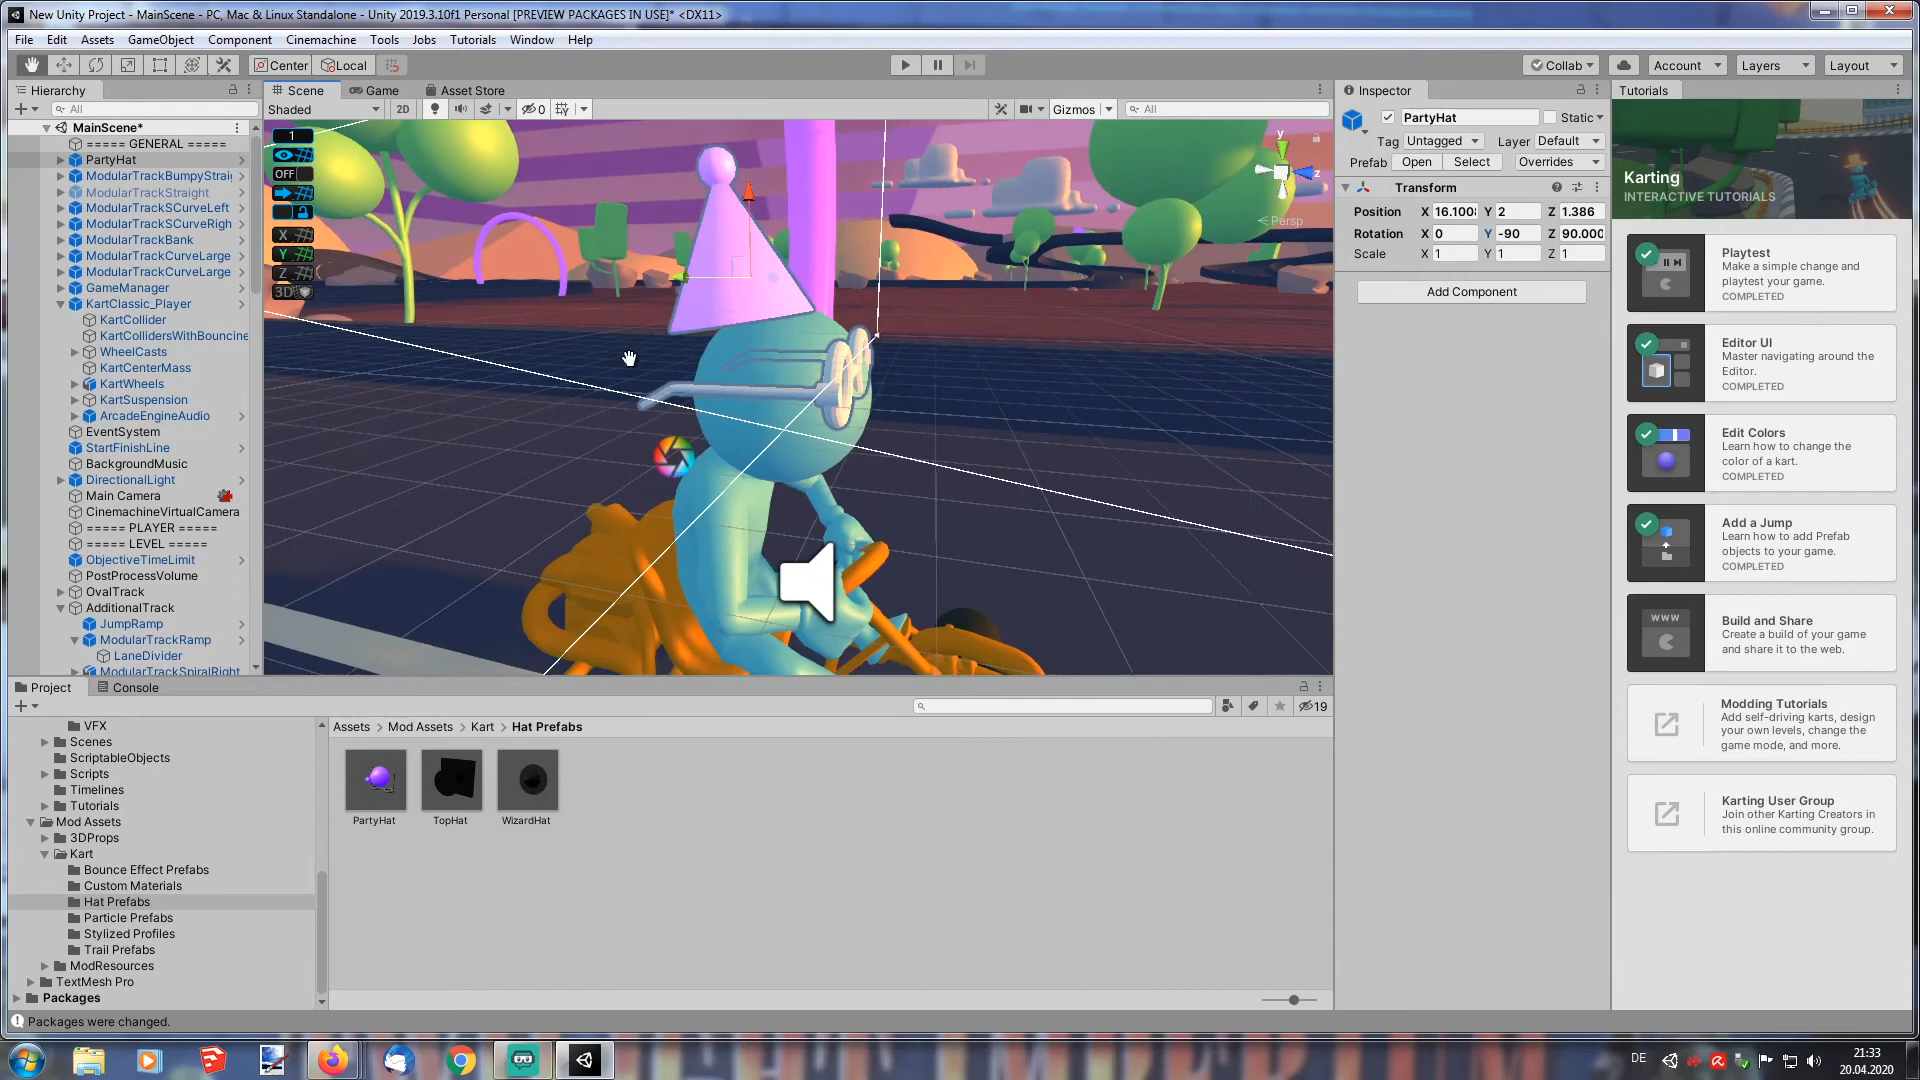 New Unity Project - MainScene - PC, Mac & Linux Standalone - Unity 2019.3.10f1 Personal [PREVIEW PACKAGES IN USE]* <DX11>
File Edit Assets GameObject Component Cinemachine Tools Jobs Tutorials Window Help
Center Local Collab Account Layers Layout
Hierarchy
All
MainScene*
===== GENERAL =====
PartyHat
ModularTrackBumpyStraig
ModularTrackStraight
ModularTrackSCurveLeft
ModularTrackSCurveRigh
ModularTrackBank
ModularTrackCurveLarge
ModularTrackCurveLarge
GameManager
KartClassic_Player
KartCollider
KartCollidersWithBouncine
WheelCasts
KartCenterMass
KartWheels
KartSuspension
ArcadeEngineAudio
EventSystem
StartFinishLine
BackgroundMusic
DirectionalLight
Main Camera
CinemachineVirtualCamera
===== PLAYER =====
===== LEVEL =====
ObjectiveTimeLimit
PostProcessVolume
OvalTrack
AdditionalTrack
JumpRamp
ModularTrackRamp
LaneDivider
ModularTrackSpiralRight
Scene Game Asset Store
Shaded 2D 0 Gizmos All
1
OFF
X
Y
Z
3D
y
z
Persp
Inspector
PartyHat Static
Tag Untagged Layer Default
Prefab Open Select Overrides
Transform
Position X 16.100 Y 2 Z 1.386
Rotation X 0 Y -90 Z 90.000
Scale X 1 Y 1 Z 1
Add Component
Tutorials
Karting
INTERACTIVE TUTORIALS
Playtest
Make a simple change and
playtest your game.
COMPLETED
Editor UI
Master navigating around the
Editor.
COMPLETED
Edit Colors
Learn how to change the
color of a kart.
COMPLETED
Add a Jump
Learn how to add Prefab
objects to your game.
COMPLETED
WWW
Build and Share
Create a build of your game
and share it to the web.
Modding Tutorials
Add self-driving karts, design
your own levels, change the
game mode, and more.
Karting User Group
Join other Karting Creators in
this online community group.
Project Console
19
VFX
Scenes
ScriptableObjects
Scripts
Timelines
Tutorials
Mod Assets
3DProps
Kart
Bounce Effect Prefabs
Custom Materials
Hat Prefabs
Particle Prefabs
Stylized Profiles
Trail Prefabs
ModResources
TextMesh Pro
Packages
Assets > Mod Assets > Kart > Hat Prefabs
PartyHat TopHat WizardHat
Packages were changed.
DE
21:33
20.04.2020